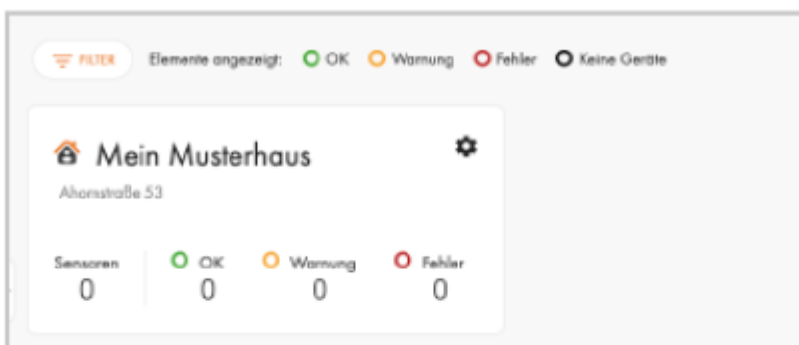 FILTER Elemente angezeigt: OK Warnung Fehler Keine Geräte
Mein Musterhaus
Ahornstraße 53
Sensoren OK Warnung Fehler
0 0 0 0